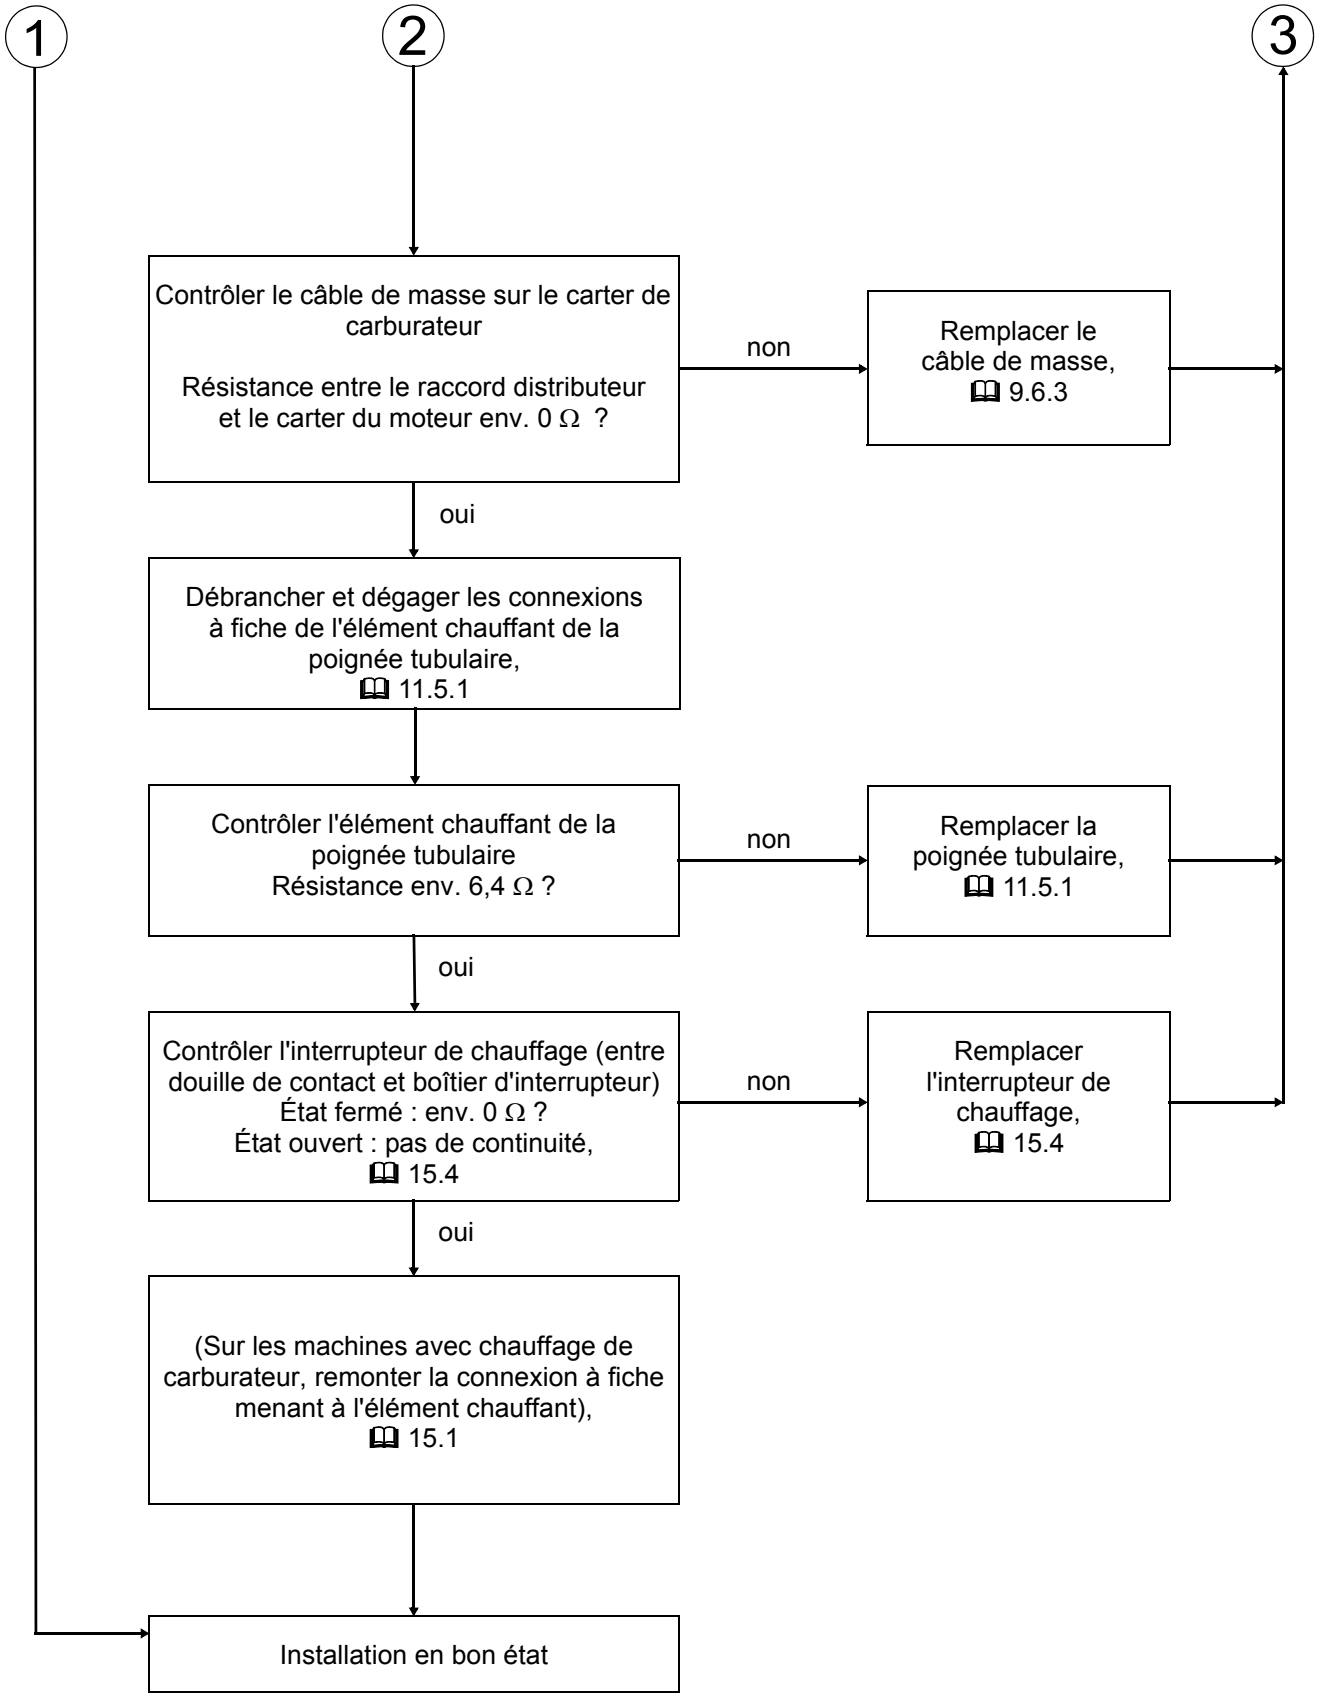 1
2
3
Contrôler le câble de masse sur le carter de
carburateur
Résistance entre le raccord distributeur
et le carter du moteur env. 0 Ω ?
non
Remplacer le
câble de masse,
9.6.3
oui
Débrancher et dégager les connexions
à fiche de l'élément chauffant de la
poignée tubulaire,
11.5.1
Contrôler l'élément chauffant de la
poignée tubulaire
Résistance env. 6,4 Ω ?
non
Remplacer la
poignée tubulaire,
11.5.1
oui
Contrôler l'interrupteur de chauffage (entre
douille de contact et boîtier d'interrupteur)
État fermé : env. 0 Ω ?
État ouvert : pas de continuité,
15.4
non
Remplacer
l'interrupteur de
chauffage,
15.4
oui
(Sur les machines avec chauffage de
carburateur, remonter la connexion à fiche
menant à l'élément chauffant),
15.1
Installation en bon état